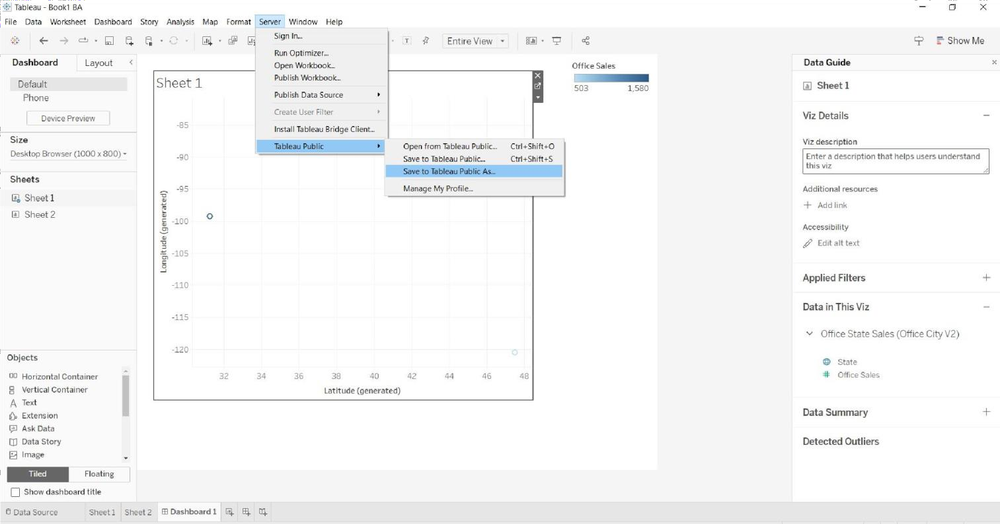 Tableau - Book1 BA
File Data Worksheet Dashboard Story Analysis Map Format Server Window Help
Entire View
Show Me
Sign In...
Run Optimizer...
Open Workbook...
Publish Workbook...
Publish Data Source
Create User Filter
Install Tableau Bridge Client...
Tableau Public
Open from Tableau Public... Ctrl+Shift+O
Save to Tableau Public... Ctrl+Shift+S
Save to Tableau Public As...
Manage My Profile...
Dashboard Layout
Default
Phone
Device Preview
Size
Desktop Browser (1000 x 800)
Sheets
Sheet 1
Sheet 2
Objects
Horizontal Container
Vertical Container
Text
Extension
Ask Data
Data Story
Image
Tiled Floating
Show dashboard title
Sheet 1
Longitude (generated)
-85
-90
-95
-100
-105
-110
-115
-120
32 34 36 38 40 42 44 46 48
Latitude (generated)
Office Sales
503 1,580
Data Guide
Sheet 1
Viz Details
Viz description
Enter a description that helps users understand
this viz
Additional resources
Add link
Accessibility
Edit alt text
Applied Filters
Data in This Viz
Office State Sales (Office City V2)
State
Office Sales
Data Summary
Detected Outliers
Data Source Sheet 1 Sheet 2 Dashboard 1